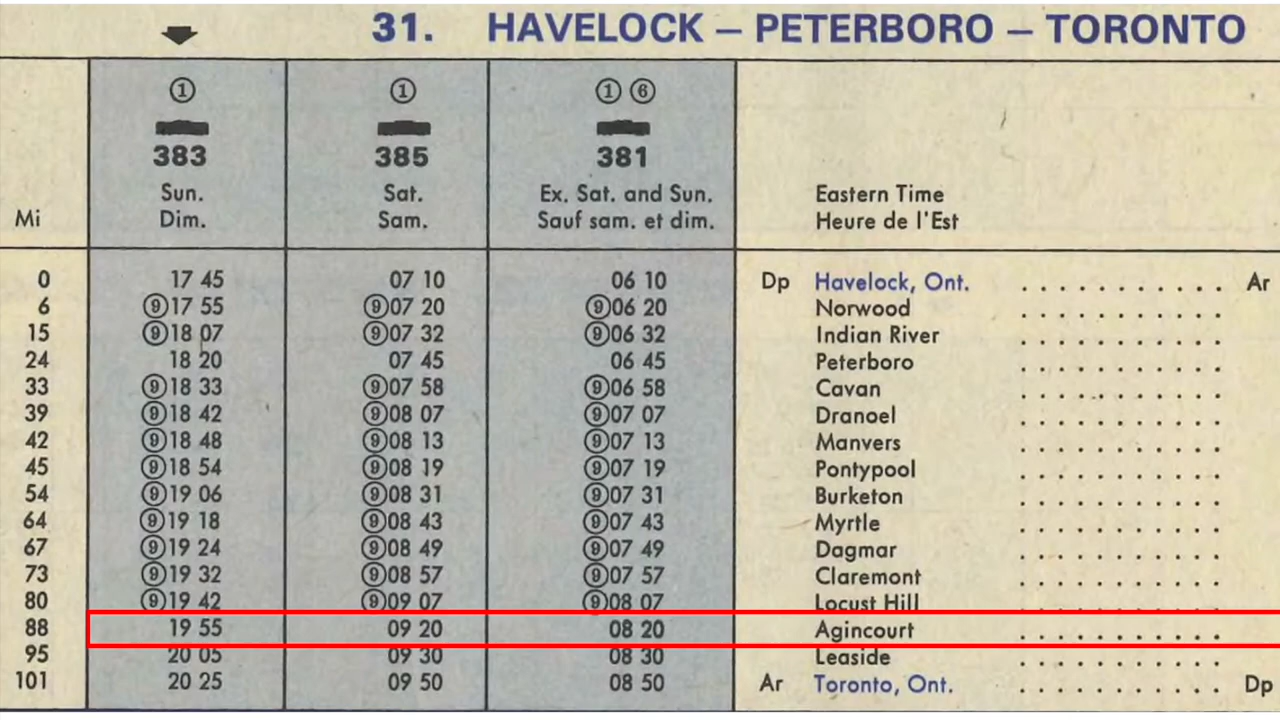 31. HAVELOCK – PETERBORO – TORONTO
① ① ① ⑥
383 385 381
Sun. Sat. Ex. Sat. and Sun. Eastern Time
Mi Dim. Sam. Sauf sam. et dim. Heure de l'Est
0 17 45 07 10 06 10 Dp Havelock, Ont. . . . . . . . . . . Ar
6 ⑨17 55 ⑨07 20 ⑨06 20 Norwood . . . . . . . . . .
15 ⑨18 07 ⑨07 32 ⑨06 32 Indian River . . . . . . . . . .
24 18 20 07 45 06 45 Peterboro . . . . . . . . . .
33 ⑨18 33 ⑨07 58 ⑨06 58 Cavan . . . . . . . . . .
39 ⑨18 42 ⑨08 07 ⑨07 07 Dranoel . . . . . . . . . .
42 ⑨18 48 ⑨08 13 ⑨07 13 Manvers . . . . . . . . . .
45 ⑨18 54 ⑨08 19 ⑨07 19 Pontypool . . . . . . . . . .
54 ⑨19 06 ⑨08 31 ⑨07 31 Burketon . . . . . . . . . .
64 ⑨19 18 ⑨08 43 ⑨07 43 Myrtle . . . . . . . . . .
67 ⑨19 24 ⑨08 49 ⑨07 49 Dagmar . . . . . . . . . .
73 ⑨19 32 ⑨08 57 ⑨07 57 Claremont . . . . . . . . . .
80 ⑨19 42 ⑨09 07 ⑨08 07 Locust Hill . . . . . . . . . .
88 19 55 09 20 08 20 Agincourt . . . . . . . . . .
95 20 05 09 30 08 30 Leaside . . . . . . . . . .
101 20 25 09 50 08 50 Ar Toronto, Ont. . . . . . . . . . . Dp